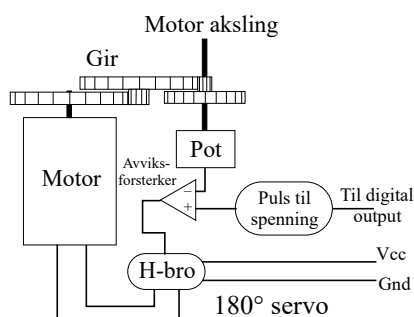 Motor aksling
Gir
Pot
Avviks-
forsterker
Motor
−
+
Puls til
spenning
Til digital
output
H-bro
Vcc
Gnd
180° servo